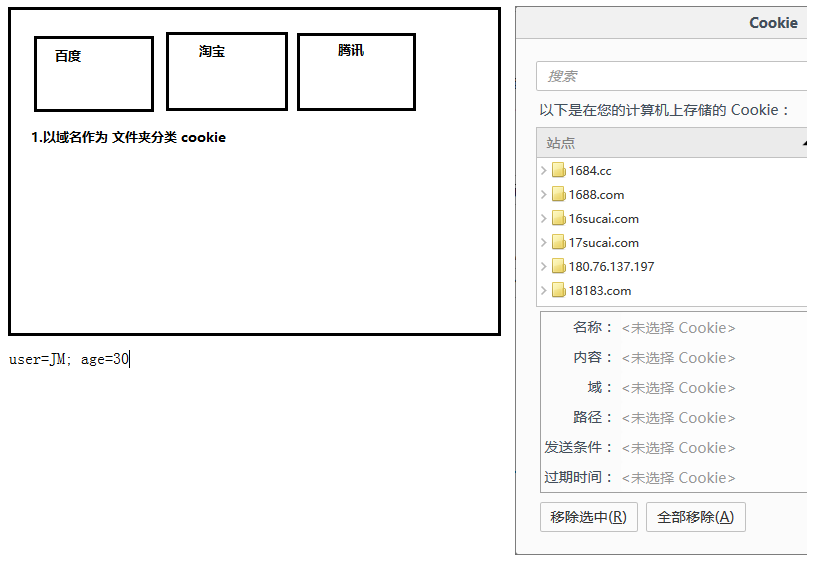 百度
淘宝
腾讯
1.以域名作为 文件夹分类 cookie
user=JM; age=30
Cookie
搜索
以下是在您的计算机上存储的 Cookie：
站点
1684.cc
1688.com
16sucai.com
17sucai.com
180.76.137.197
18183.com
名称： <未选择 Cookie>
内容： <未选择 Cookie>
域： <未选择 Cookie>
路径： <未选择 Cookie>
发送条件： <未选择 Cookie>
过期时间： <未选择 Cookie>
移除选中(R) 全部移除(A)